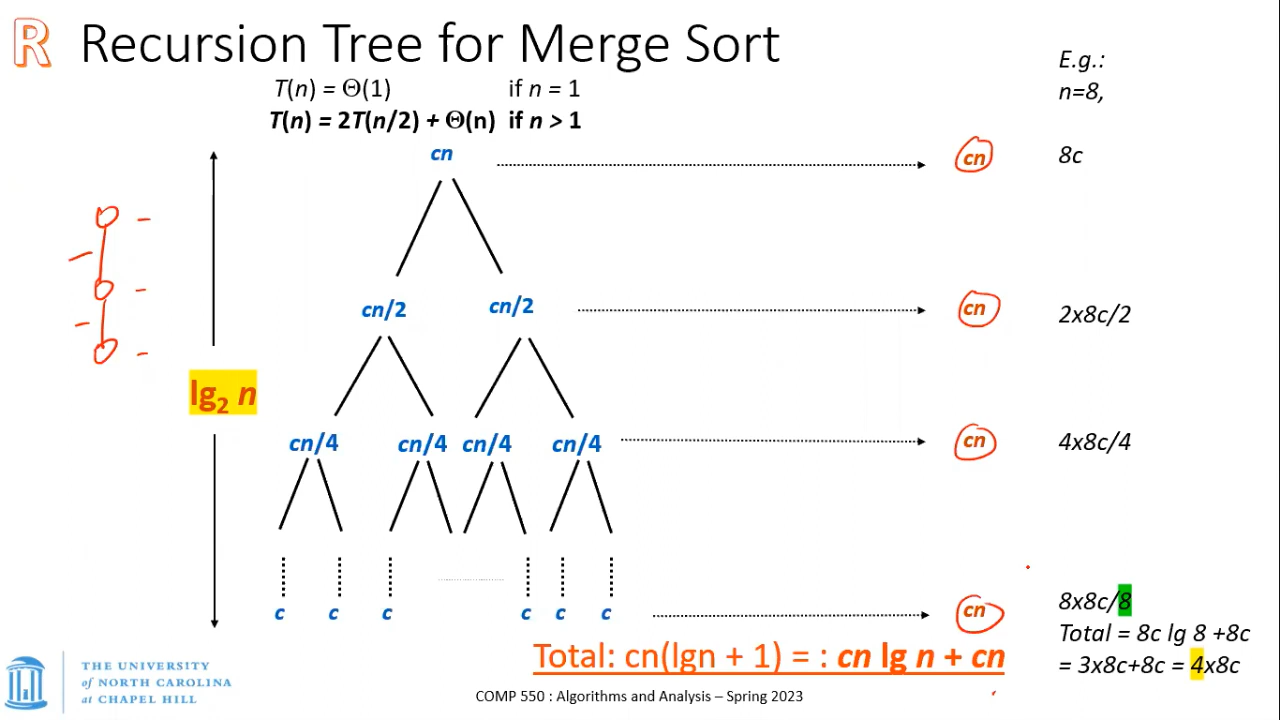 R Recursion Tree for Merge Sort
E.g.:
n=8,
T(n) = Θ(1) if n = 1
T(n) = 2T(n/2) + Θ(n) if n > 1
cn cn 8c
cn/2 cn/2 cn 2x8c/2
lg₂ n
cn/4 cn/4 cn/4 cn/4 cn 4x8c/4
c c c c c c cn 8x8c/8
Total = 8c lg 8 +8c
= 3x8c+8c = 4x8c
Total: cn(lgn + 1) = : cn lg n + cn
THE UNIVERSITY
of NORTH CAROLINA
at CHAPEL HILL
COMP 550 : Algorithms and Analysis – Spring 2023